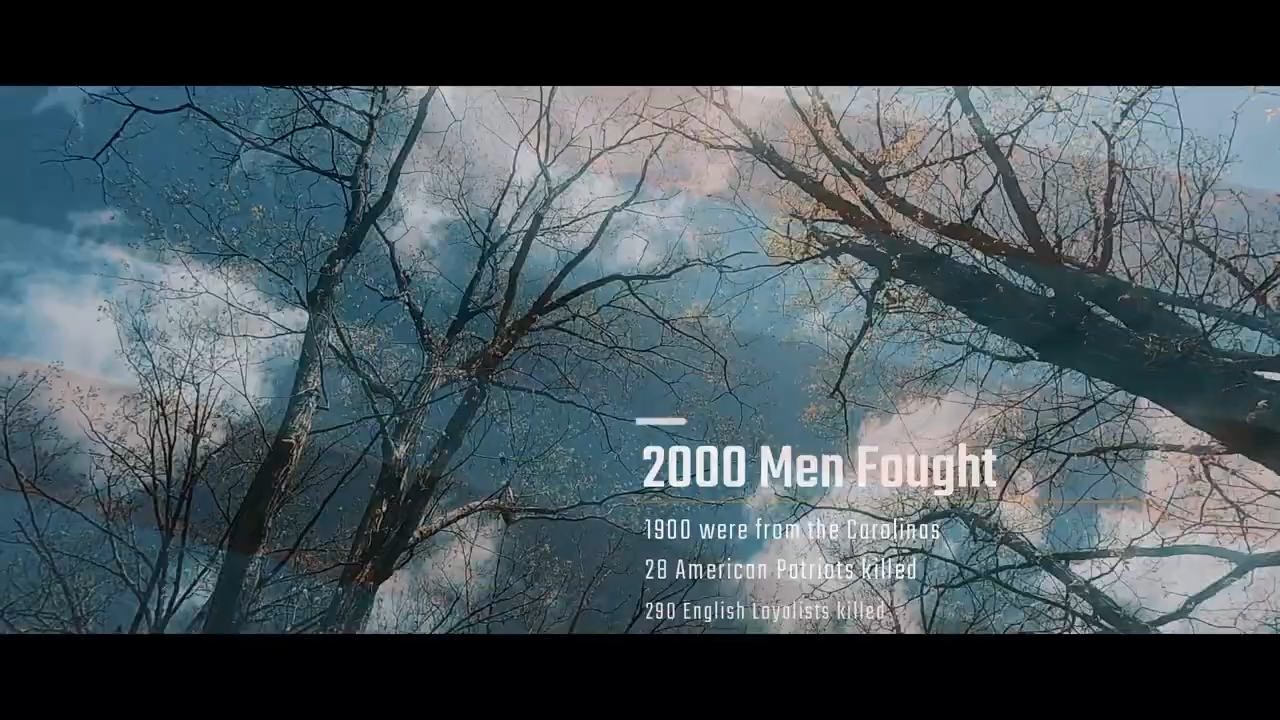 2000 Men Fought
1900 were from the Carolinas
28 American Patriots killed
290 English Loyalists killed